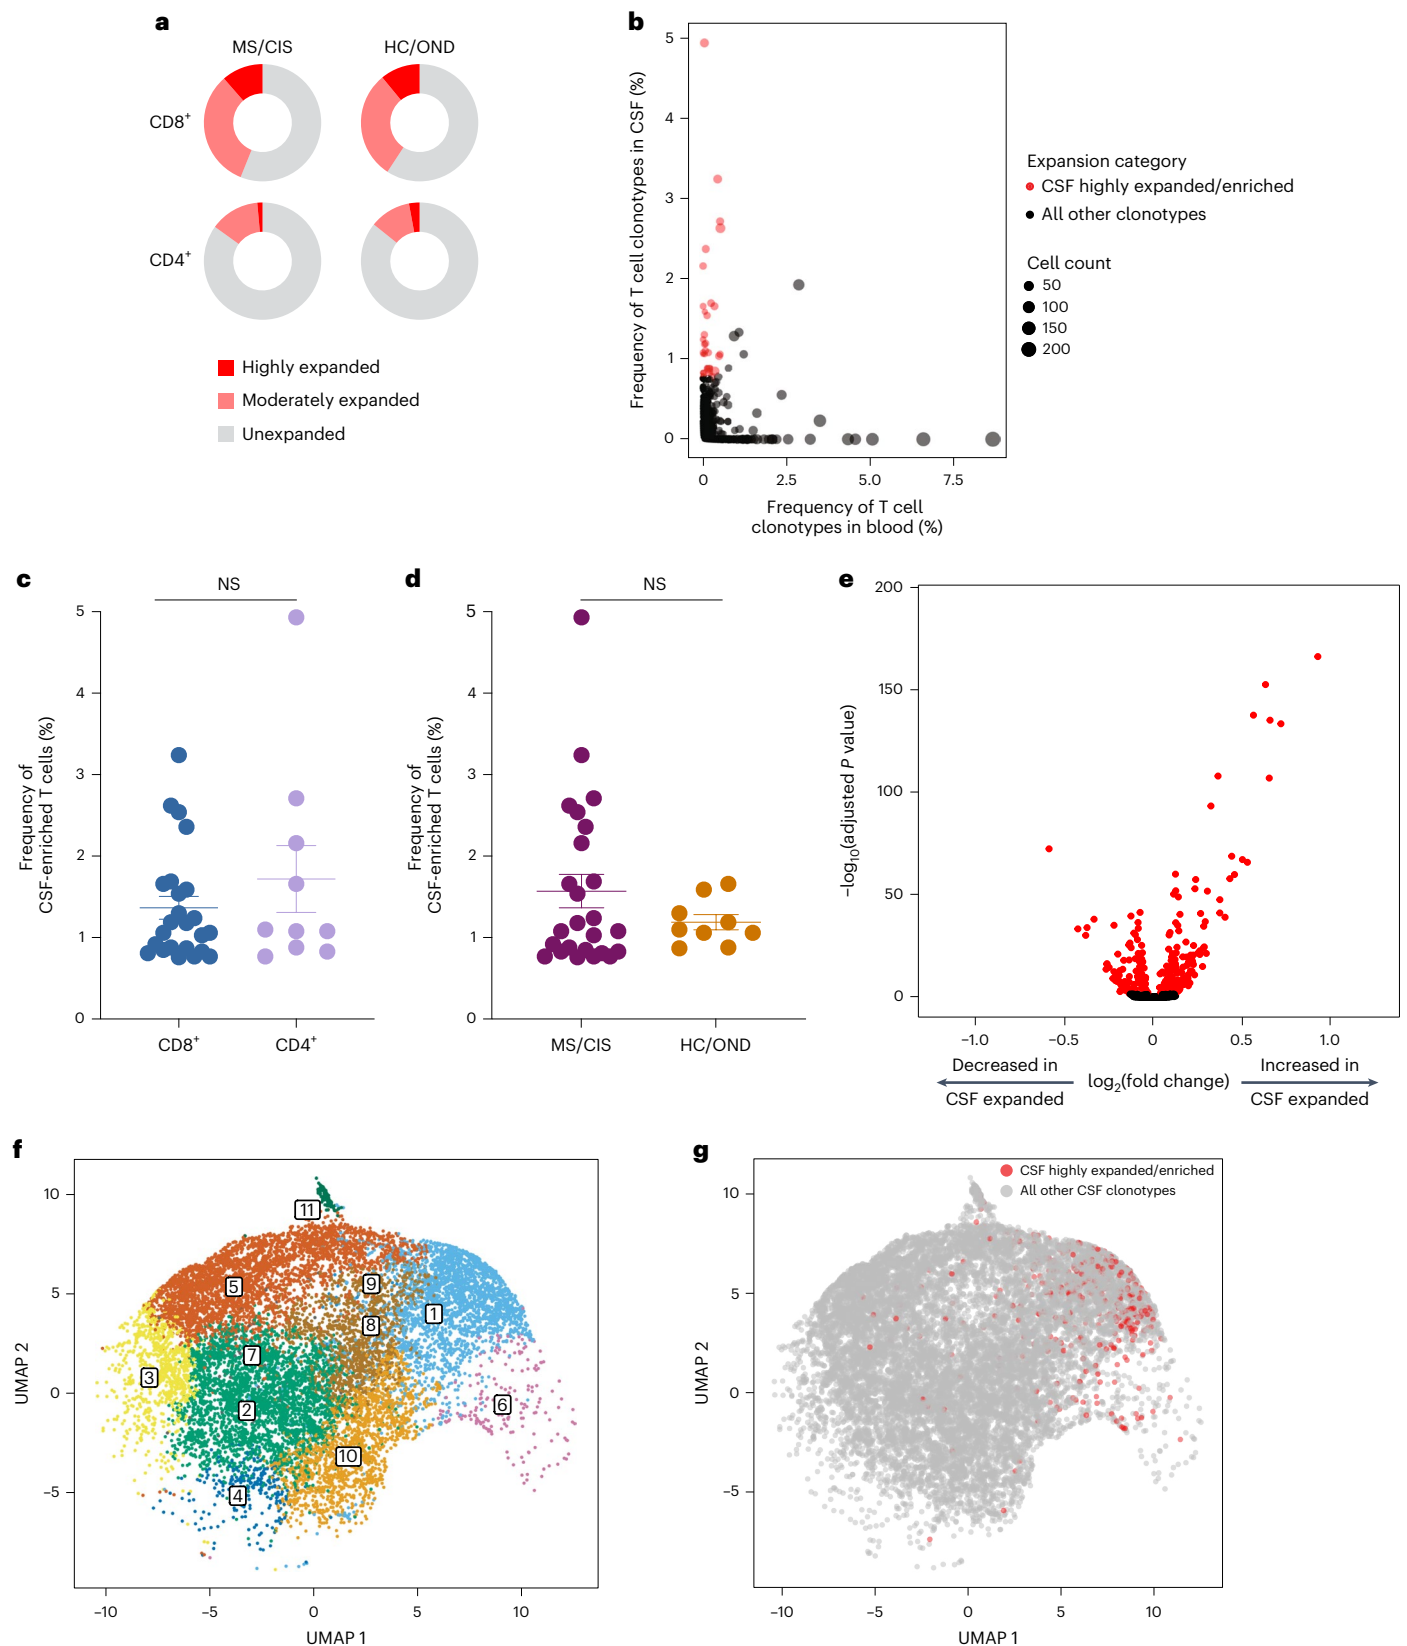 a
MS/CIS
HC/OND
CD8⁺
CD4⁺
Highly expanded
Moderately expanded
Unexpanded
b
Frequency of T cell clonotypes in CSF (%)
5
4
3
2
1
0
0
2.5
5.0
7.5
Frequency of T cell
clonotypes in blood (%)
Expansion category
CSF highly expanded/enriched
All other clonotypes
Cell count
50
100
150
200
c
NS
Frequency of
CSF-enriched T cells (%)
5
4
3
2
1
0
CD8⁺
CD4⁺
d
NS
Frequency of
CSF-enriched T cells (%)
5
4
3
2
1
0
MS/CIS
HC/OND
e
−log₁₀(adjusted P value)
200
150
100
50
0
−1.0
−0.5
0
0.5
1.0
Decreased in
CSF expanded
log₂(fold change)
Increased in
CSF expanded
f
UMAP 2
10
5
0
−5
11
5
9
1
8
7
3
2
6
10
4
−10
−5
0
5
10
UMAP 1
g
CSF highly expanded/enriched
All other CSF clonotypes
UMAP 2
10
5
0
−5
−10
−5
0
5
10
UMAP 1